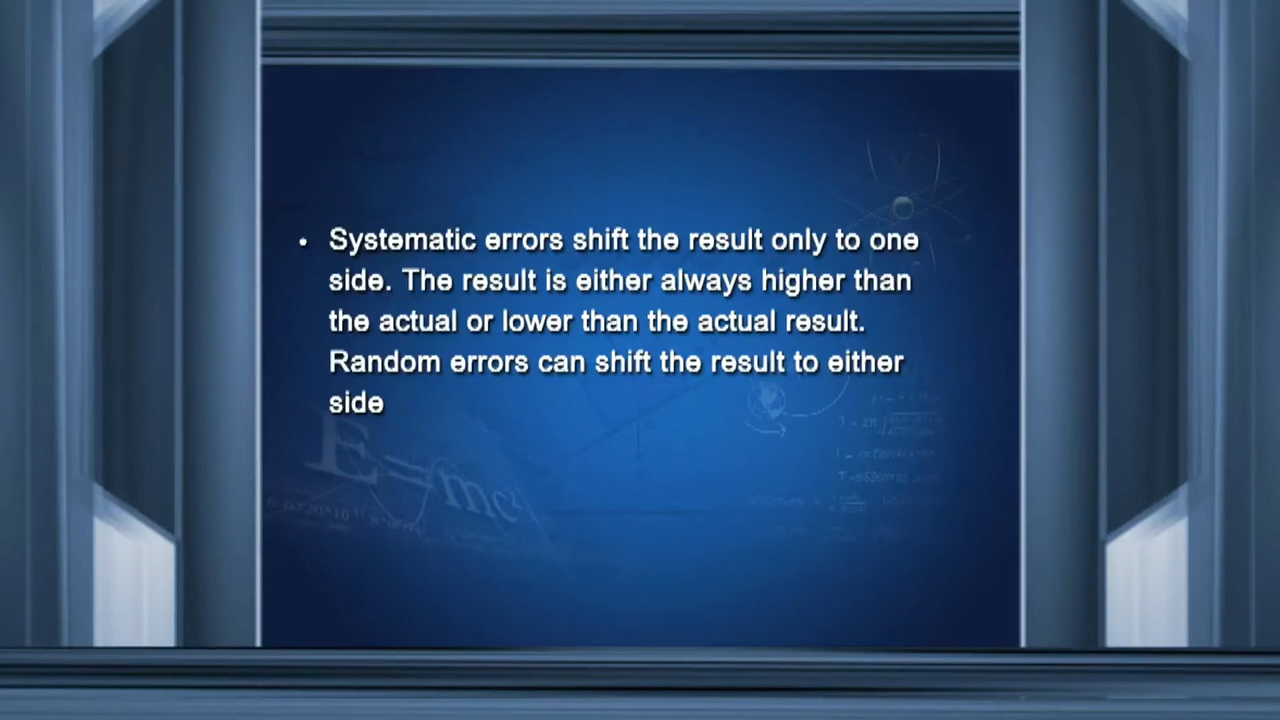 • Systematic errors shift the result only to one
side. The result is either always higher than
the actual or lower than the actual result.
Random errors can shift the result to either
side
E=mc²